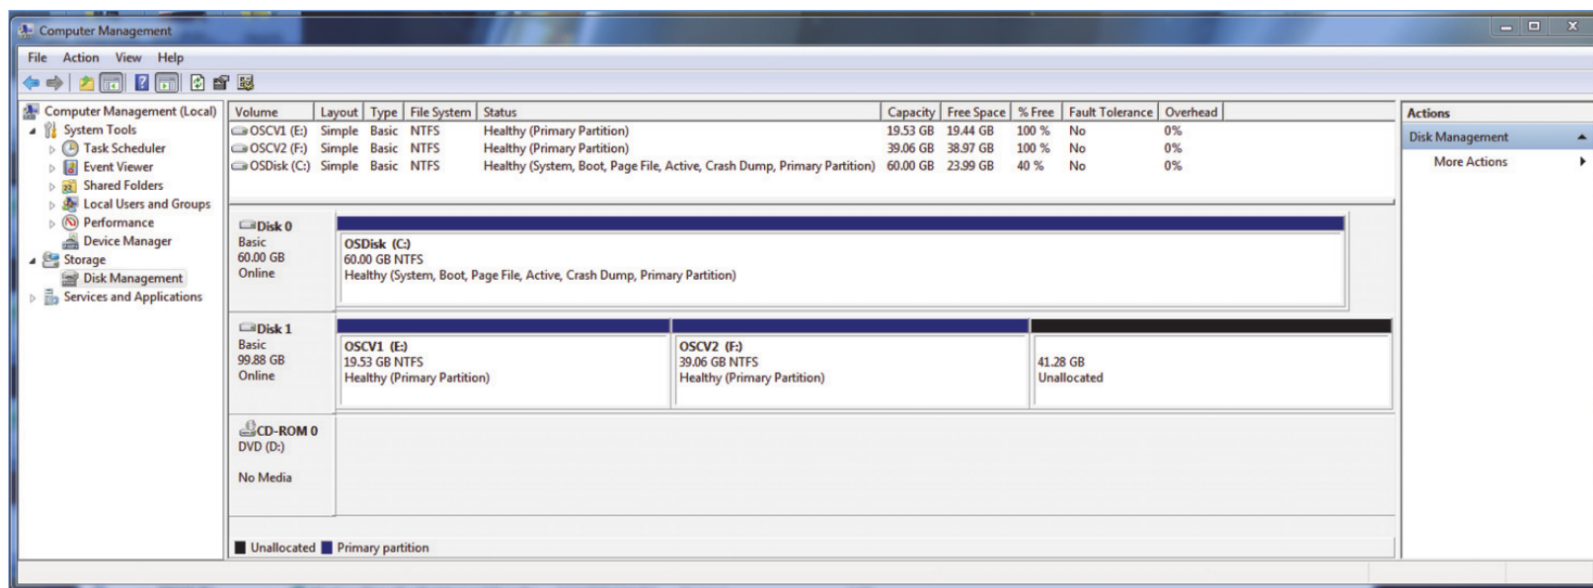 Computer Management
File Action View Help
Computer Management (Local)
System Tools
Task Scheduler
Event Viewer
Shared Folders
Local Users and Groups
Performance
Device Manager
Storage
Disk Management
Services and Applications
Volume Layout Type File System Status Capacity Free Space % Free Fault Tolerance Overhead
OSCV1 (E:) Simple Basic NTFS Healthy (Primary Partition) 19.53 GB 19.44 GB 100 % No 0%
OSCV2 (F:) Simple Basic NTFS Healthy (Primary Partition) 39.06 GB 38.97 GB 100 % No 0%
OSDisk (C:) Simple Basic NTFS Healthy (System, Boot, Page File, Active, Crash Dump, Primary Partition) 60.00 GB 23.99 GB 40 % No 0%
Disk 0
Basic
60.00 GB
Online
OSDisk (C:)
60.00 GB NTFS
Healthy (System, Boot, Page File, Active, Crash Dump, Primary Partition)
Disk 1
Basic
99.88 GB
Online
OSCV1 (E:)
19.53 GB NTFS
Healthy (Primary Partition)
OSCV2 (F:)
39.06 GB NTFS
Healthy (Primary Partition)
41.28 GB
Unallocated
CD-ROM 0
DVD (D:)
No Media
Unallocated Primary partition
Actions
Disk Management
More Actions